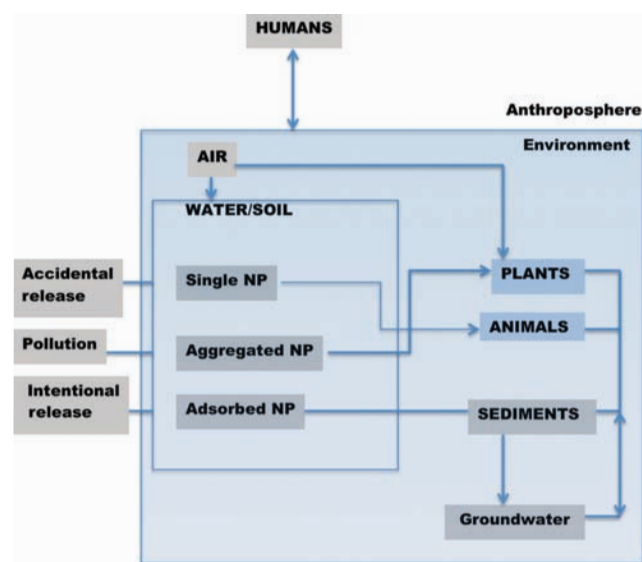 HUMANS
Anthroposphere
Environment
AIR
WATER/SOIL
Accidental
release
Single NP
PLANTS
ANIMALS
Pollution
Aggregated NP
Intentional
release
Adsorbed NP
SEDIMENTS
Groundwater